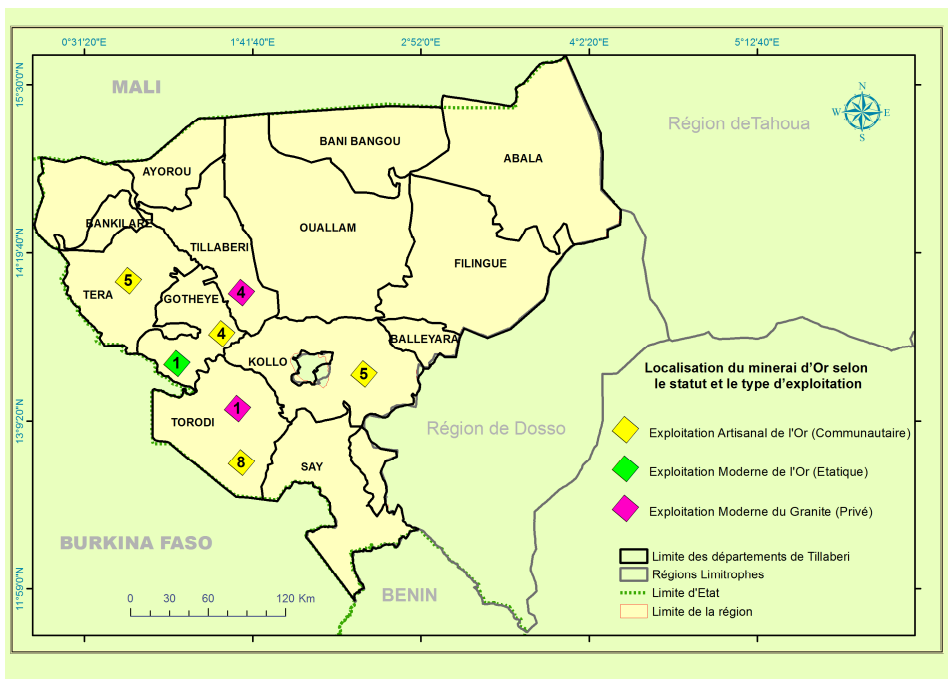 0°31'20"E 1°41'40"E 2°52'0"E 4°2'20"E 5°12'40"E
15°30'0"N
14°19'40"N
13°9'20"N
11°59'0"N
MALI
Région deTahoua
N
W E
S
BANI BANGOU
ABALA
AYOROU
BANKILARE
OUALLAM
TILLABERI
FILINGUE
5
TERA
4
GOTHEYE
4
BALLEYARA
KOLLO
1
5
1
TORODI
Région de Dosso
8
SAY
BURKINA FASO
BENIN
0 30 60 120 Km
Localisation du minerai d'Or selon
le statut et le type d'exploitation
Exploitation Artisanal de l'Or (Communautaire)
Exploitation Moderne de l'Or (Etatique)
Exploitation Moderne du Granite (Privé)
Limite des départements de Tillaberi
Régions Limitrophes
Limite d'Etat
Limite de la région